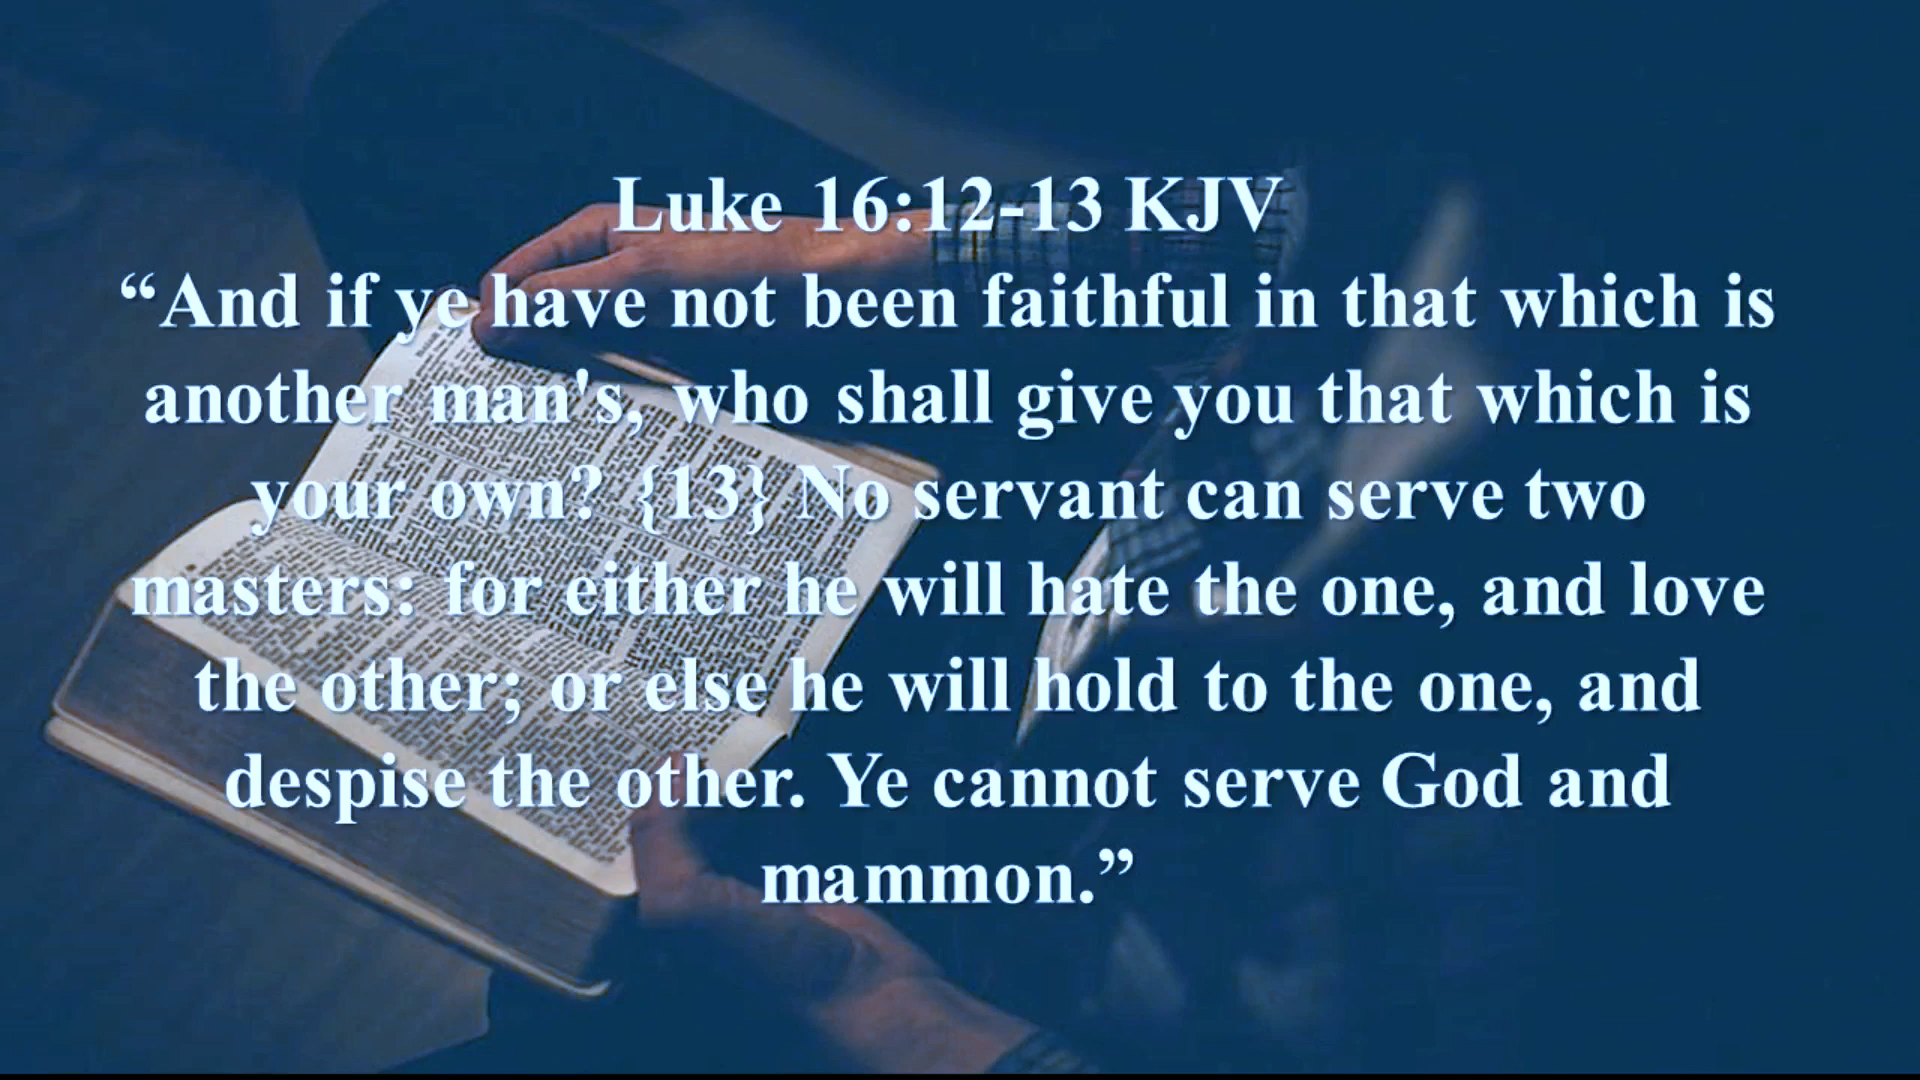 Luke 16:12-13 KJV
“And if ye have not been faithful in that which is
another man's, who shall give you that which is
your own? {13} No servant can serve two
masters: for either he will hate the one, and love
the other; or else he will hold to the one, and
despise the other. Ye cannot serve God and
mammon.”